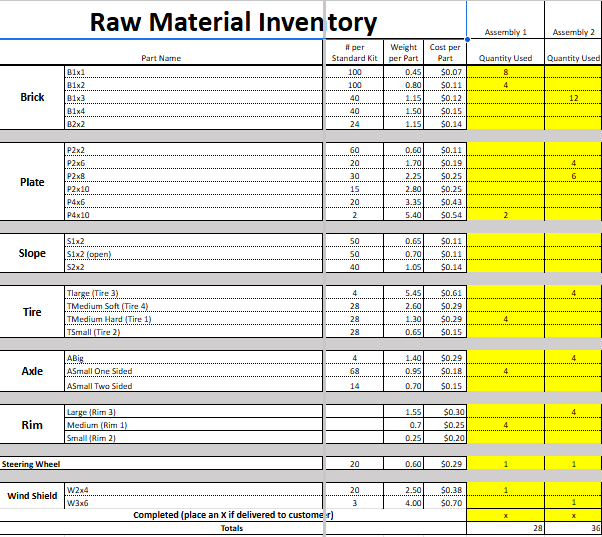 Raw Material Inventory
Assembly 1 Assembly 2
Part Name # per Standard Kit Weight per Part Cost per Part Quantity Used Quantity Used
Brick
B1x1 100 0.45 $0.07 8
B1x2 100 0.80 $0.11 4
B1x3 40 1.15 $0.12 12
B1x4 40 1.50 $0.15
B2x2 24 1.15 $0.14
Plate
P2x2 60 0.60 $0.11
P2x6 20 1.70 $0.19 4
P2x8 30 2.25 $0.25 6
P2x10 15 2.80 $0.25
P4x6 20 3.35 $0.43
P4x10 2 5.40 $0.54 2
Slope
S1x2 50 0.65 $0.11
S1x2 (open) 50 0.70 $0.11
S2x2 40 1.05 $0.14
Tire
Tlarge (Tire 3) 4 5.45 $0.61 4
TMedium Soft (Tire 4) 28 2.60 $0.29
TMedium Hard (Tire 1) 28 1.30 $0.29 4
TSmall (Tire 2) 28 0.65 $0.15
Axle
ABig 4 1.40 $0.29 4
ASmall One Sided 68 0.95 $0.18 4
ASmall Two Sided 14 0.70 $0.15
Rim
Large (Rim 3) 1.55 $0.30 4
Medium (Rim 1) 0.7 $0.25 4
Small (Rim 2) 0.25 $0.20
Steering Wheel 20 0.60 $0.29 1 1
Wind Shield
W2x4 20 2.50 $0.38 1
W3x6 3 4.00 $0.70 1
Completed (place an X if delivered to customer) x x
Totals 28 36